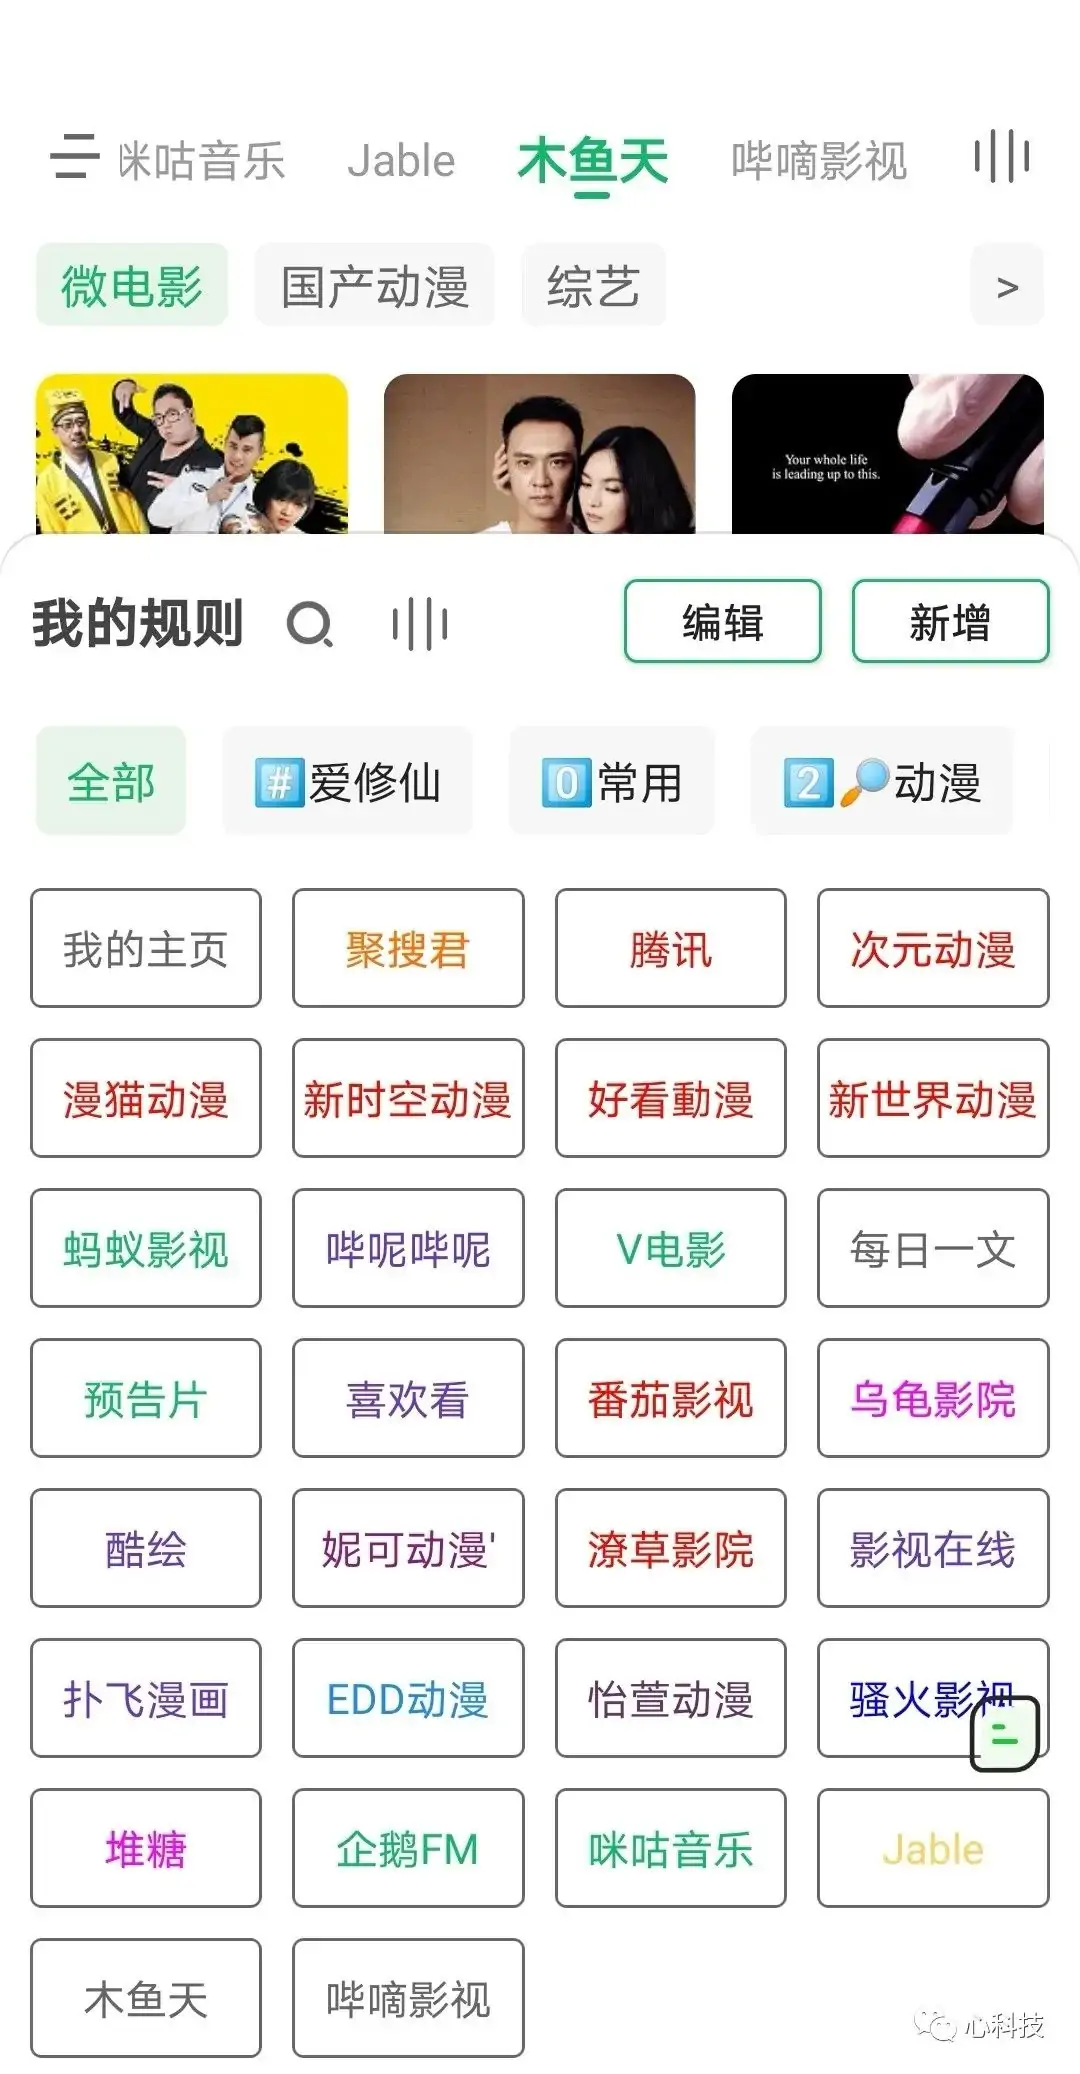 咪咕音乐 Jable 木鱼天 哔嘀影视
微电影 国产动漫 综艺 >
Your whole life
is leading up to this.
我的规则 编辑 新增
全部 #️⃣爱修仙 0️⃣常用 2️⃣🔎动漫
我的主页 聚搜君 腾讯 次元动漫
漫猫动漫 新时空动漫 好看動漫 新世界动漫
蚂蚁影视 哔呢哔呢 V电影 每日一文
预告片 喜欢看 番茄影视 乌龟影院
酷绘 妮可动漫' 潦草影院 影视在线
扑飞漫画 EDD动漫 怡萱动漫 骚火影视
堆糖 企鹅FM 咪咕音乐 Jable
木鱼天 哔嘀影视
心科技